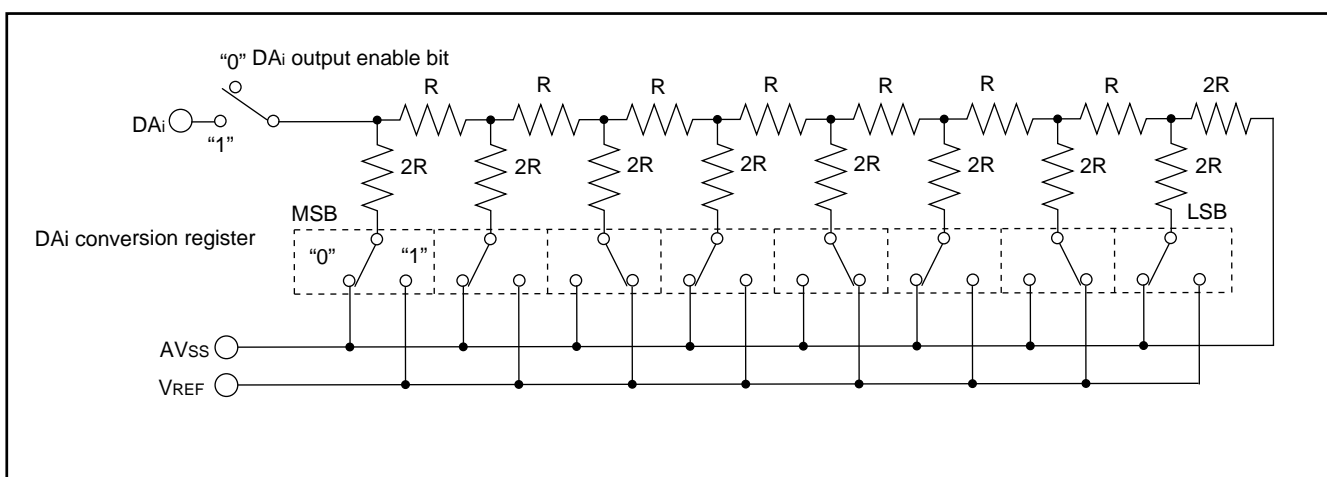 “0” DAi output enable bit
R R R R R R R 2R
DAi
“1”
2R 2R 2R 2R 2R 2R 2R 2R
MSB LSB
DAi conversion register
“0” “1”
AVSS
VREF